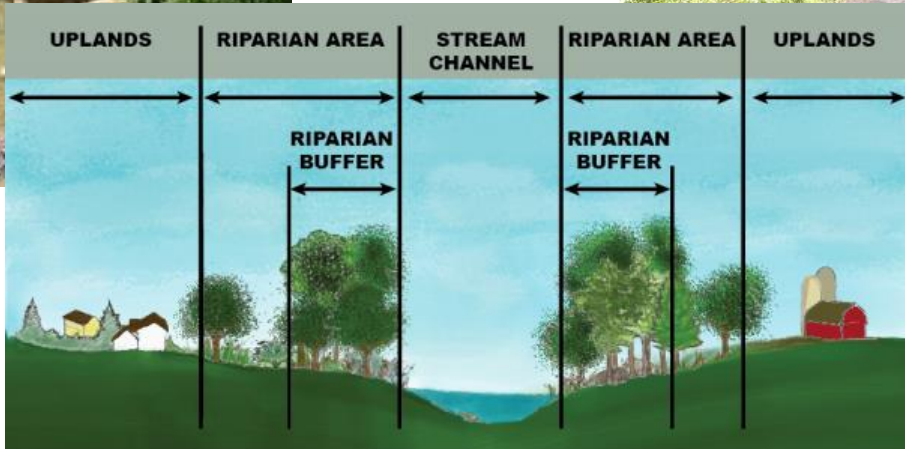 UPLANDS
RIPARIAN AREA
STREAM
CHANNEL
RIPARIAN AREA
UPLANDS
RIPARIAN
BUFFER
RIPARIAN
BUFFER